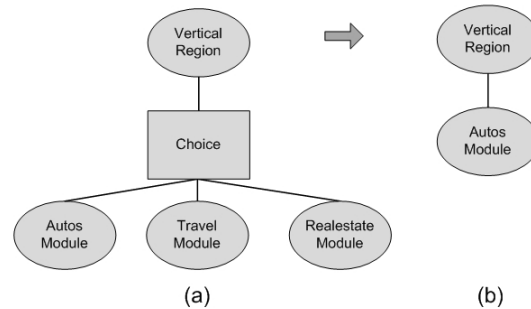 Vertical
Region
Choice
Autos
Module
Travel
Module
Realestate
Module
(a)
Vertical
Region
Autos
Module
(b)